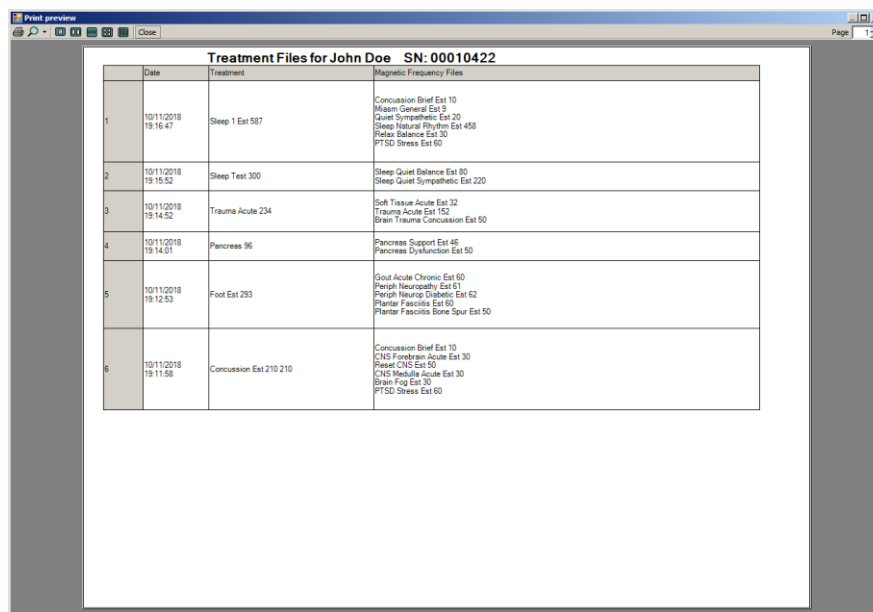 Print preview
Close
Page 1
Treatment Files for John Doe SN: 00010422
Date Treatment Magnetic Frequency Files
1
10/11/2018
19:16:47
Sleep 1 Est 587
Concussion Brief Est 10
Miasm General Est 9
Quiet Sympathetic Est 20
Sleep Natural Rhythm Est 458
Relax Balance Est 30
PTSD Stress Est 60
2
10/11/2018
19:15:52
Sleep Test 300
Sleep Quiet Balance Est 80
Sleep Quiet Sympathetic Est 220
3
10/11/2018
19:14:52
Trauma Acute 234
Soft Tissue Acute Est 32
Trauma Acute Est 152
Brain Trauma Concussion Est 50
4
10/11/2018
19:14:01
Pancreas 96
Pancreas Support Est 46
Pancreas Dysfunction Est 50
5
10/11/2018
19:12:53
Foot Est 293
Gout Acute Chronic Est 60
Periph Neuropathy Est 61
Periph Neurop Diabetic Est 62
Plantar Fasciitis Est 60
Plantar Fasciitis Bone Spur Est 50
6
10/11/2018
19:11:58
Concussion Est 210 210
Concussion Brief Est 10
CNS Forebrain Acute Est 30
Reset CNS Est 50
CNS Medulla Acute Est 30
Brain Fog Est 30
PTSD Stress Est 60